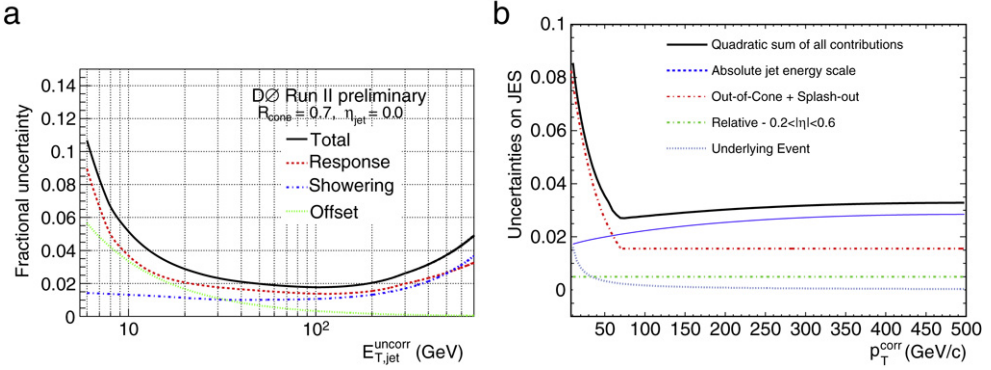 a
Fractional uncertainty
0.14
0.12
0.1
0.08
0.06
0.04
0.02
0
DØ Run II preliminary
R_cone = 0.7, η_jet = 0.0
Total
Response
Showering
Offset
10
10²
E^uncorr_T,jet (GeV)
b
Uncertainties on JES
0.1
0.08
0.06
0.04
0.02
0
Quadratic sum of all contributions
Absolute jet energy scale
Out-of-Cone + Splash-out
Relative - 0.2<|η|<0.6
Underlying Event
50 100 150 200 250 300 350 400 450 500
p^corr_T (GeV/c)